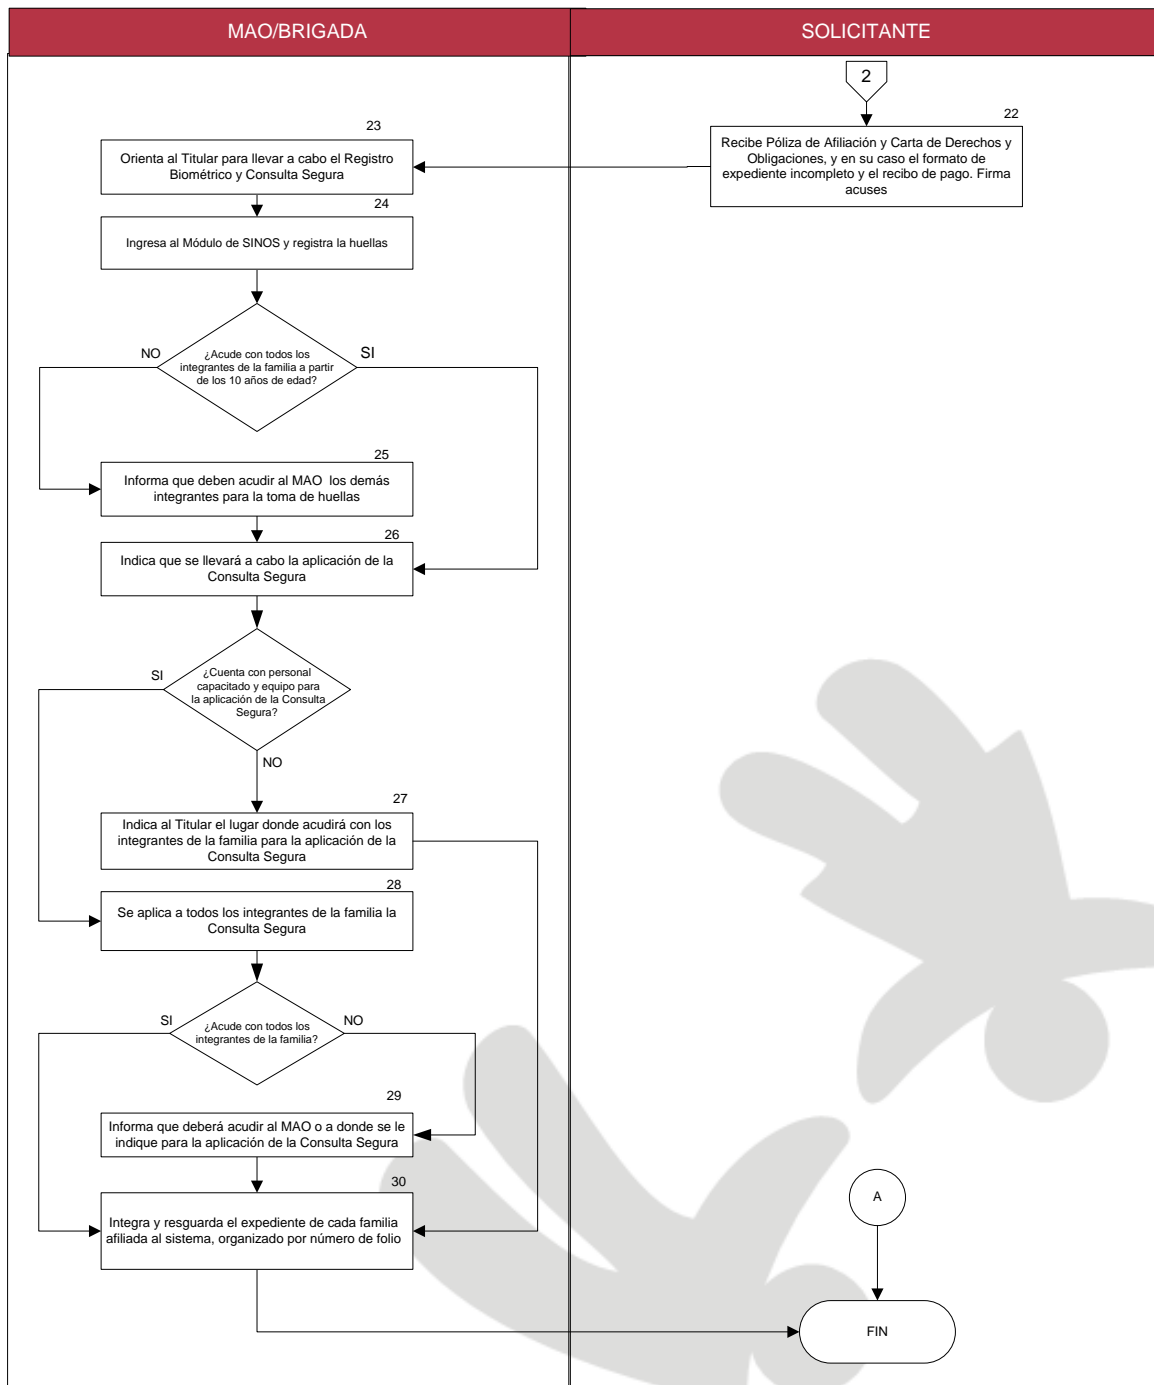 MAO/BRIGADA
SOLICITANTE
2
22
Recibe Póliza de Afiliación y Carta de Derechos y
Obligaciones, y en su caso el formato de
expediente incompleto y el recibo de pago. Firma
acuses
23
Orienta al Titular para llevar a cabo el Registro
Biométrico y Consulta Segura
24
Ingresa al Módulo de SINOS y registra la huellas
NO
¿Acude con todos los
integrantes de la familia a partir
de los 10 años de edad?
SI
25
Informa que deben acudir al MAO los demás
integrantes para la toma de huellas
26
Indica que se llevará a cabo la aplicación de la
Consulta Segura
SI
¿Cuenta con personal
capacitado y equipo para
la aplicación de la Consulta
Segura?
NO
27
Indica al Titular el lugar donde acudirá con los
integrantes de la familia para la aplicación de la
Consulta Segura
28
Se aplica a todos los integrantes de la familia la
Consulta Segura
SI
¿Acude con todos los
integrantes de la familia?
NO
29
Informa que deberá acudir al MAO o a donde se le
indique para la aplicación de la Consulta Segura
30
Integra y resguarda el expediente de cada familia
afiliada al sistema, organizado por número de folio
A
FIN